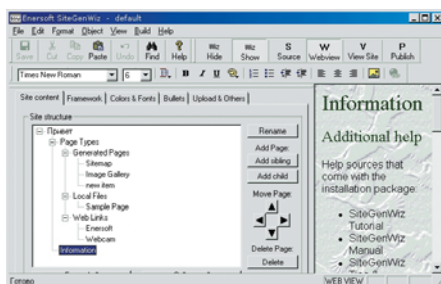 Enersoft SiteGenWiz - default
File Edit Format Object View Build Help
Save Cut Copy Paste Undo Find Help Wiz Hide Wiz Show S Source W Webview V View Site P Publish
Times New Roman 6 B I U
Site content Framework Colors & Fonts Bullets Upload & Others
Site structure
Привет
Page Types
Generated Pages
Sitemap
Image Gallery
new item
Local Files
Sample Page
Web Links
Enersoft
Webcam
Information
Rename
Add Page:
Add sibling
Add child
Move Page:
Delete Page:
Delete
Information
Additional help
Help sources that
come with the
installation package:
SiteGenWiz
Tutorial
SiteGenWiz
Manual
SiteGenWiz
Готово
WEB VIEW